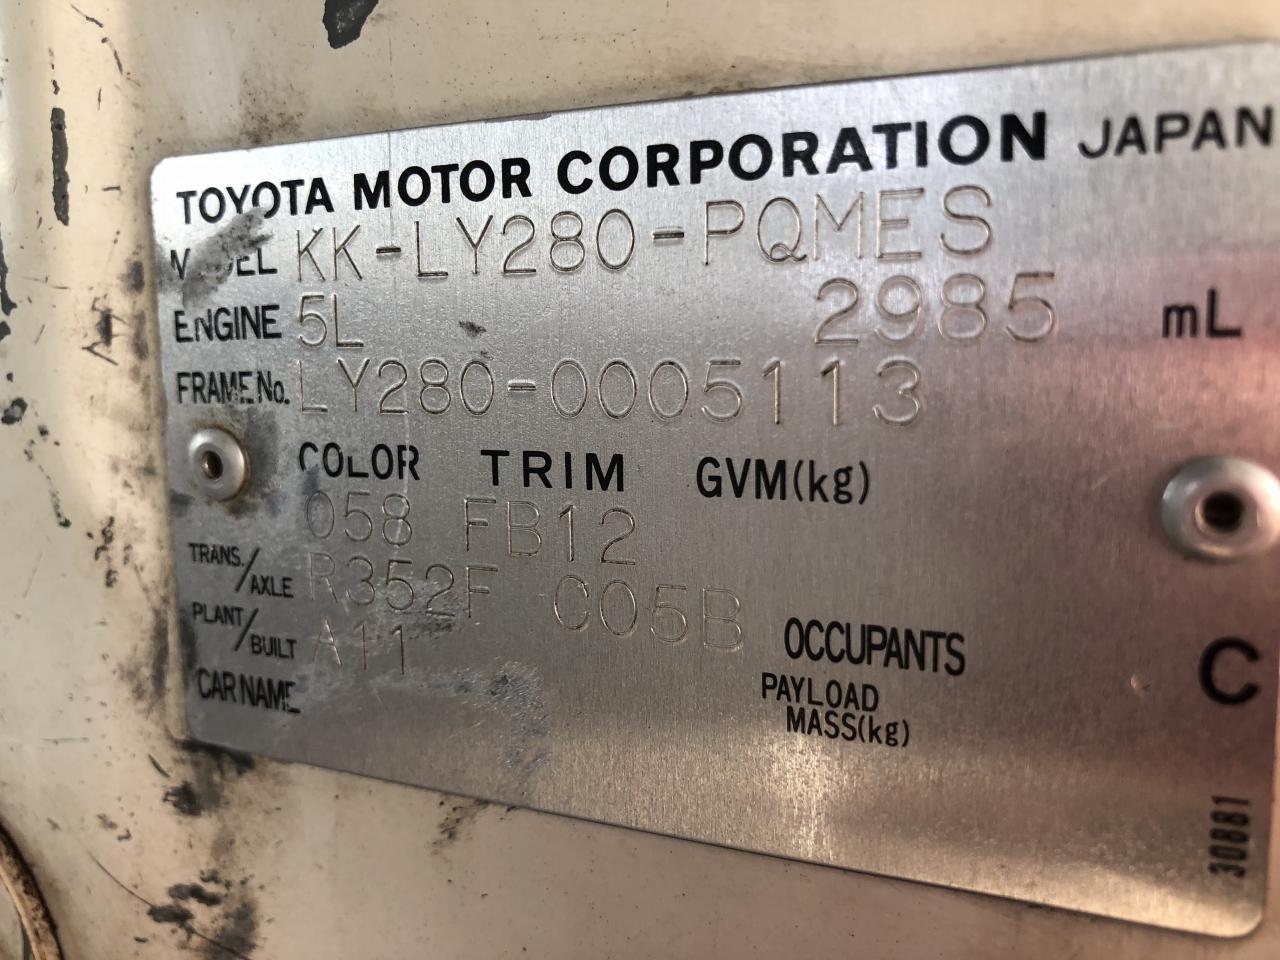 TOYOTA MOTOR CORPORATION JAPAN
MODEL KK-LY280-PQMES
ENGINE 5L 2985 mL
FRAME No. LY280-0005113
COLOR TRIM GVM(kg)
058 FB12
TRANS./AXLE R352F C05B
PLANT/BUILT A11
OCCUPANTS
CAR NAME
PAYLOAD
MASS(kg)
C
30881